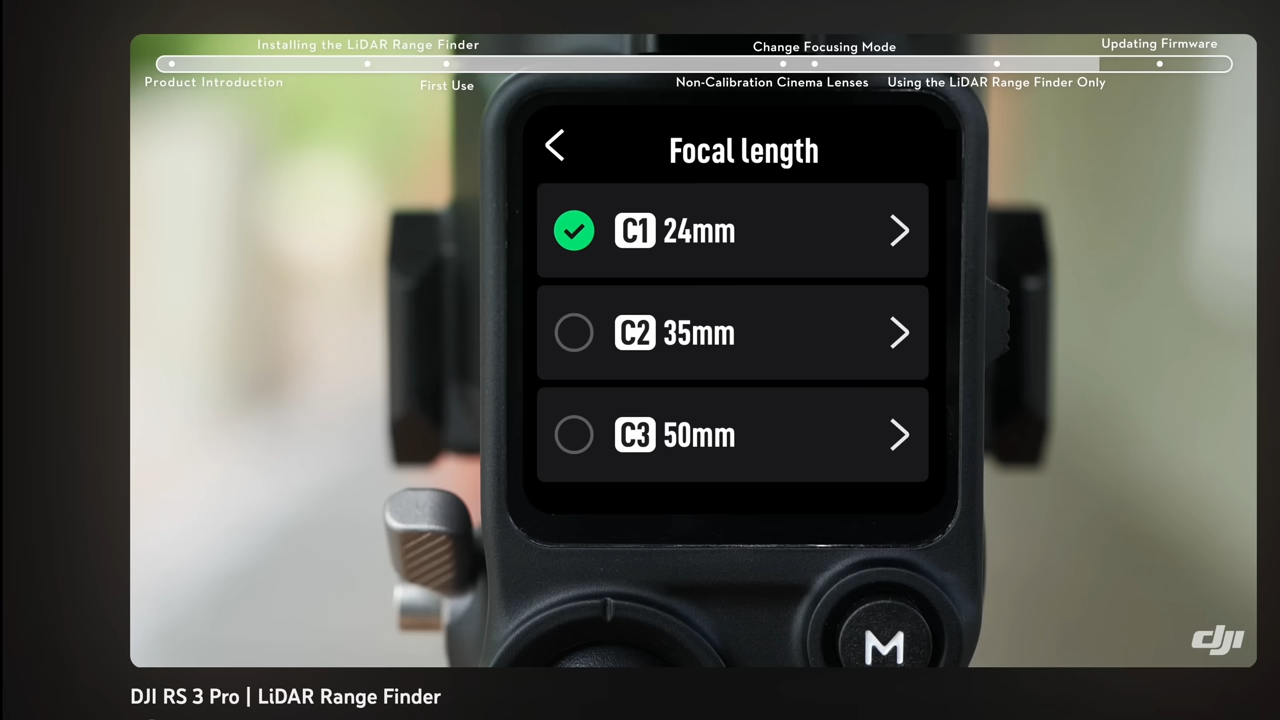 Installing the LiDAR Range Finder
Change Focusing Mode
Updating Firmware
Product Introduction
First Use
Non-Calibration Cinema Lenses
Using the LiDAR Range Finder Only
Focal length
C1 24mm
C2 35mm
C3 50mm
M
dji
DJI RS 3 Pro | LiDAR Range Finder